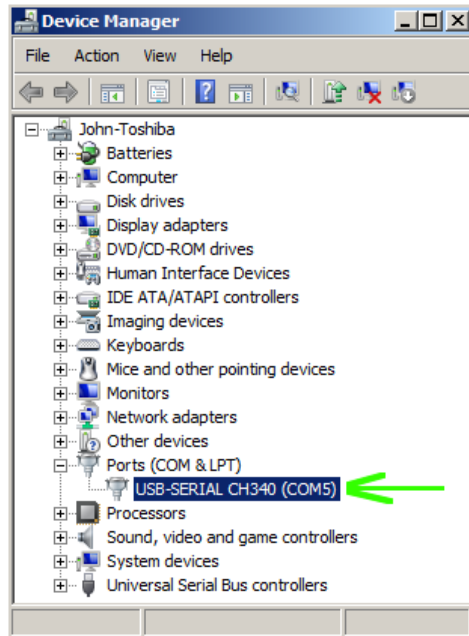 Device Manager
File Action View Help
John-Toshiba
Batteries
Computer
Disk drives
Display adapters
DVD/CD-ROM drives
Human Interface Devices
IDE ATA/ATAPI controllers
Imaging devices
Keyboards
Mice and other pointing devices
Monitors
Network adapters
Other devices
Ports (COM & LPT)
USB-SERIAL CH340 (COM5)
Processors
Sound, video and game controllers
System devices
Universal Serial Bus controllers